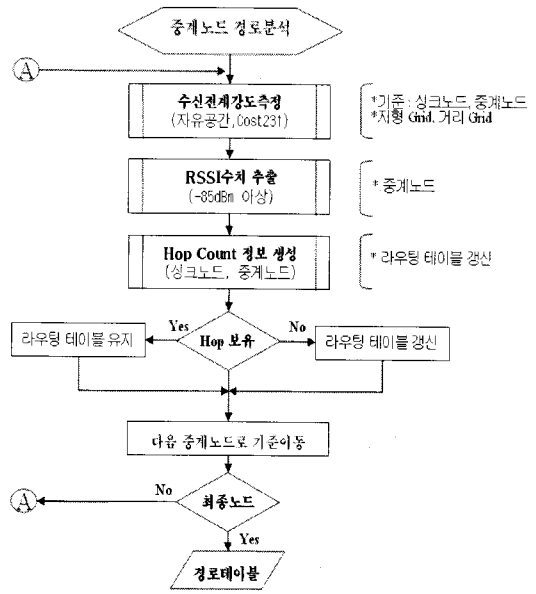 중계노드 경로분석
A
수신전계강도측정
(자유공간,Cost231)
*기준 : 싱크노드, 중계노드
*지형 Grid, 거리 Grid
RSSI수치 추출
(-85dBm 이상)
* 중계노드
Hop Count 정보 생성
(싱크노드, 중계노드)
* 라우팅 테이블 갱신
Yes
No
라우팅 테이블 유지
Hop 보유
라우팅 테이블 갱신
다음 중계노드로 기준이동
No
A
최종노드
Yes
경로테이블